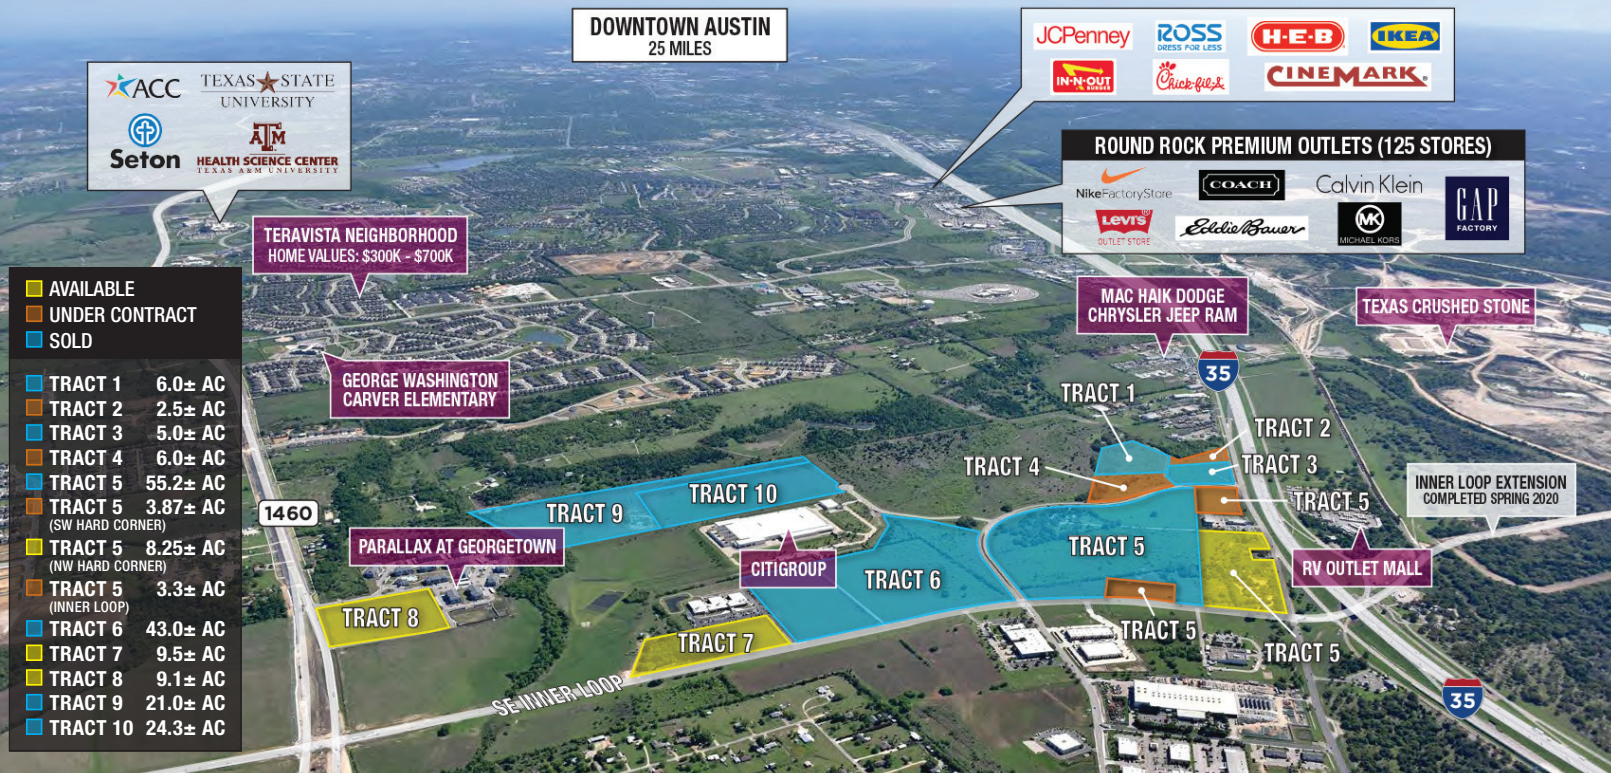 DOWNTOWN AUSTIN
25 MILES
JCPenney
ROSS
DRESS FOR LESS
H-E-B
IKEA
IN-N-OUT
BURGER
Chick-fil-A
CINEMARK
ACC
TEXAS STATE
UNIVERSITY
Seton
A|M
HEALTH SCIENCE CENTER
TEXAS A&M UNIVERSITY
ROUND ROCK PREMIUM OUTLETS (125 STORES)
NikeFactoryStore
COACH
Calvin Klein
GAP
FACTORY
LEVI'S
OUTLET STORE
Eddie Bauer
MK
MICHAEL KORS
TERAVISTA NEIGHBORHOOD
HOME VALUES: $300K - $700K
MAC HAIK DODGE
CHRYSLER JEEP RAM
TEXAS CRUSHED STONE
GEORGE WASHINGTON
CARVER ELEMENTARY
AVAILABLE
UNDER CONTRACT
SOLD
TRACT 1 6.0± AC
TRACT 2 2.5± AC
TRACT 3 5.0± AC
TRACT 4 6.0± AC
TRACT 5 55.2± AC
TRACT 5 3.87± AC
(SW HARD CORNER)
TRACT 5 8.25± AC
(NW HARD CORNER)
TRACT 5 3.3± AC
(INNER LOOP)
TRACT 6 43.0± AC
TRACT 7 9.5± AC
TRACT 8 9.1± AC
TRACT 9 21.0± AC
TRACT 10 24.3± AC
35
TRACT 1
TRACT 2
TRACT 3
TRACT 4
TRACT 5
INNER LOOP EXTENSION
COMPLETED SPRING 2020
TRACT 10
TRACT 9
1460
PARALLAX AT GEORGETOWN
CITIGROUP
TRACT 5
TRACT 6
RV OUTLET MALL
TRACT 8
TRACT 7
TRACT 5
TRACT 5
SE INNER LOOP
35